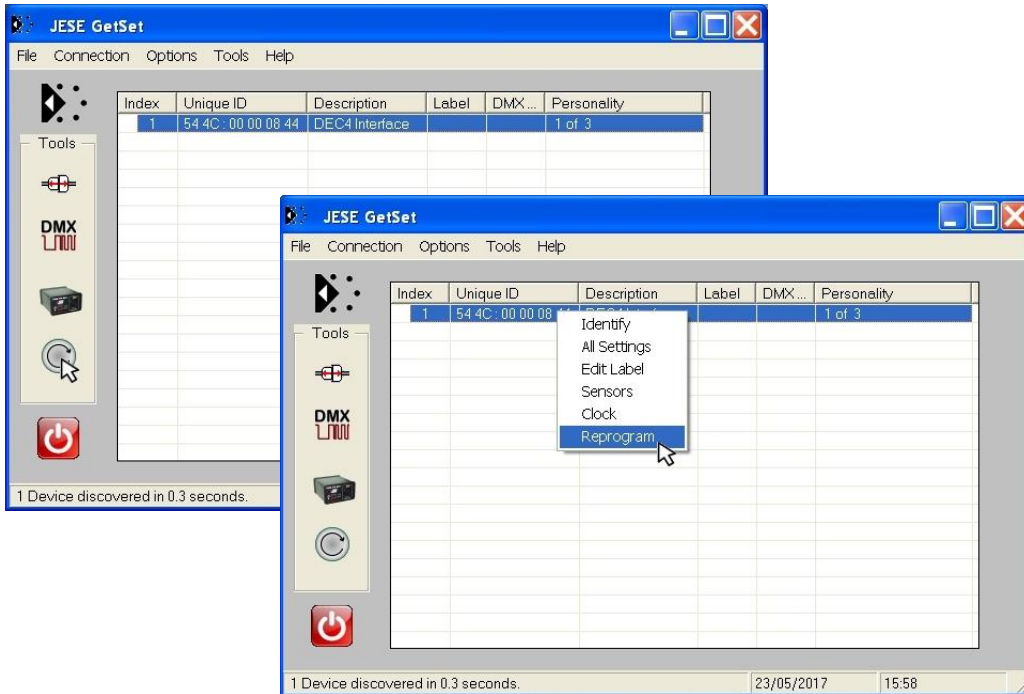 JESE GetSet
File Connection Options Tools Help
Index Unique ID Description Label DMX... Personality
1 54 4C : 00 00 08 44 DEC4 Interface 1 of 3
Tools
DMX
1 Device discovered in 0.3 seconds.
JESE GetSet
File Connection Options Tools Help
Index Unique ID Description Label DMX... Personality
1 54 4C : 00 00 08 1 of 3
Identify
All Settings
Edit Label
Sensors
Clock
Reprogram
Tools
DMX
1 Device discovered in 0.3 seconds. 23/05/2017 15:58